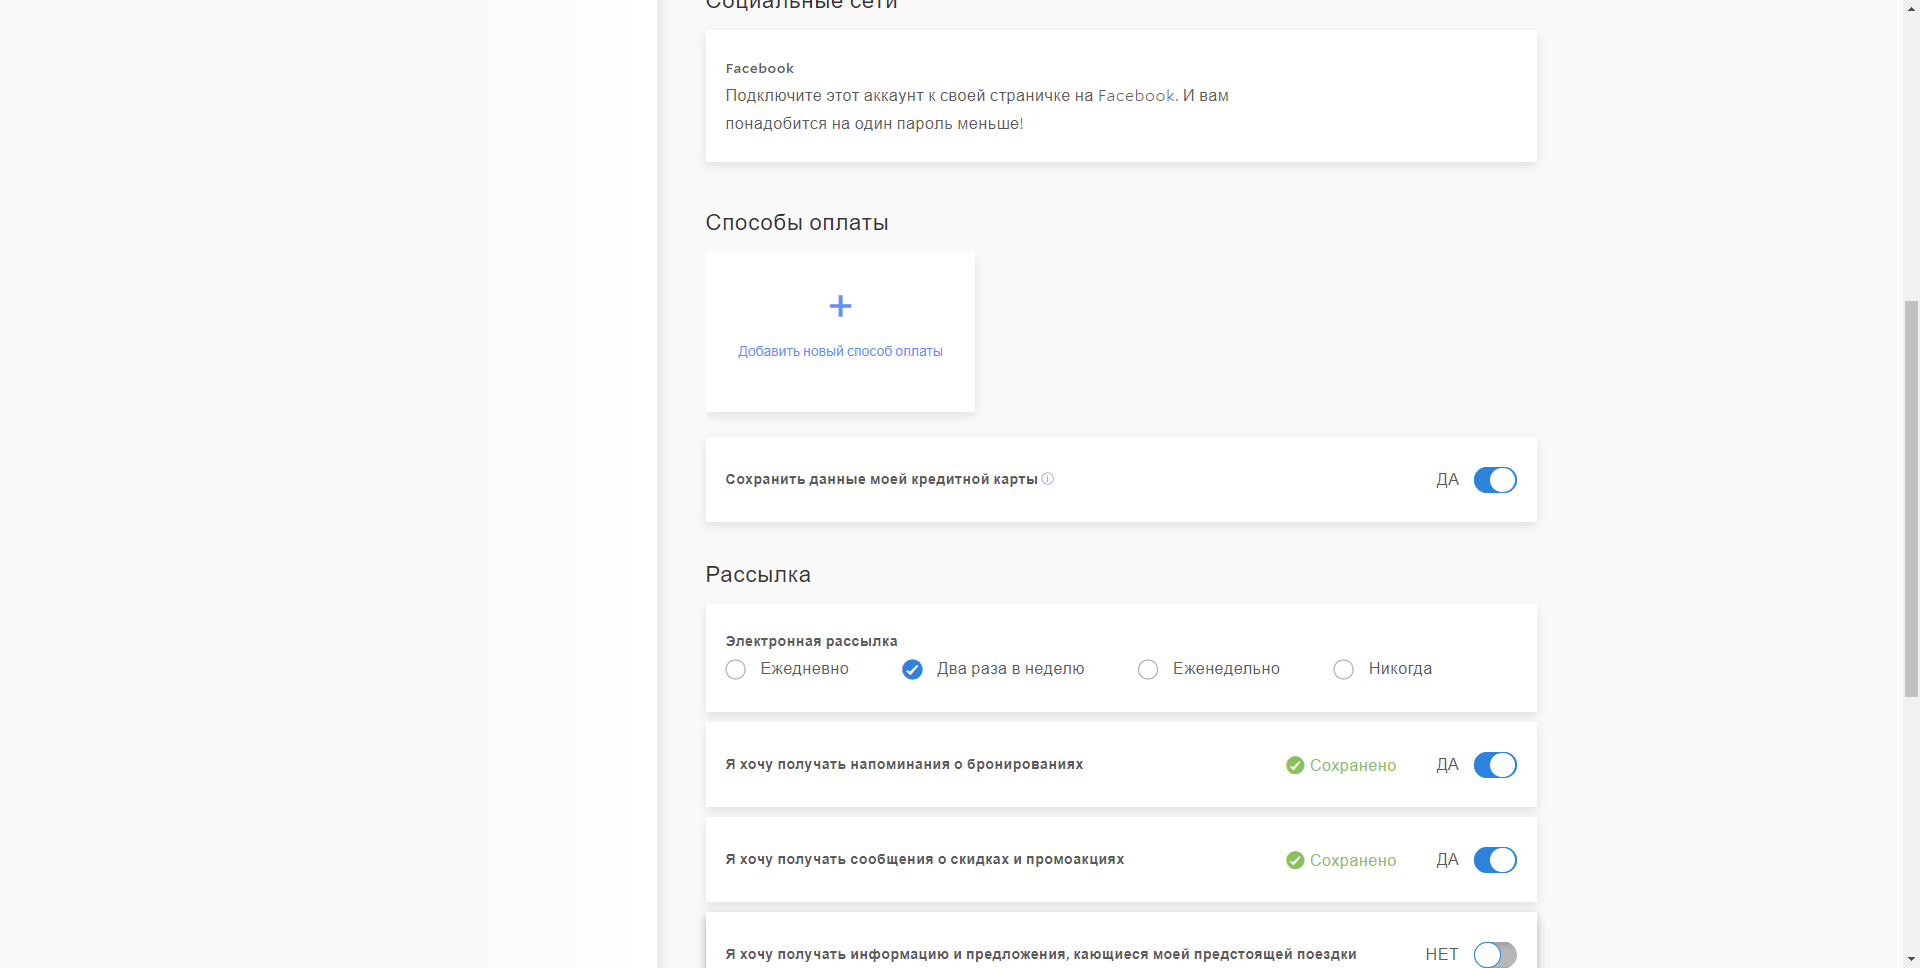 Социальные сети
Facebook
Подключите этот аккаунт к своей страничке на Facebook. И вам
понадобится на один пароль меньше!
Способы оплаты
Добавить новый способ оплаты
Сохранить данные моей кредитной карты ДА
Рассылка
Электронная рассылка
Ежедневно Два раза в неделю Еженедельно Никогда
Я хочу получать напоминания о бронированиях Сохранено ДА
Я хочу получать сообщения о скидках и промоакциях Сохранено ДА
Я хочу получать информацию и предложения, кающиеся моей предстоящей поездки НЕТ